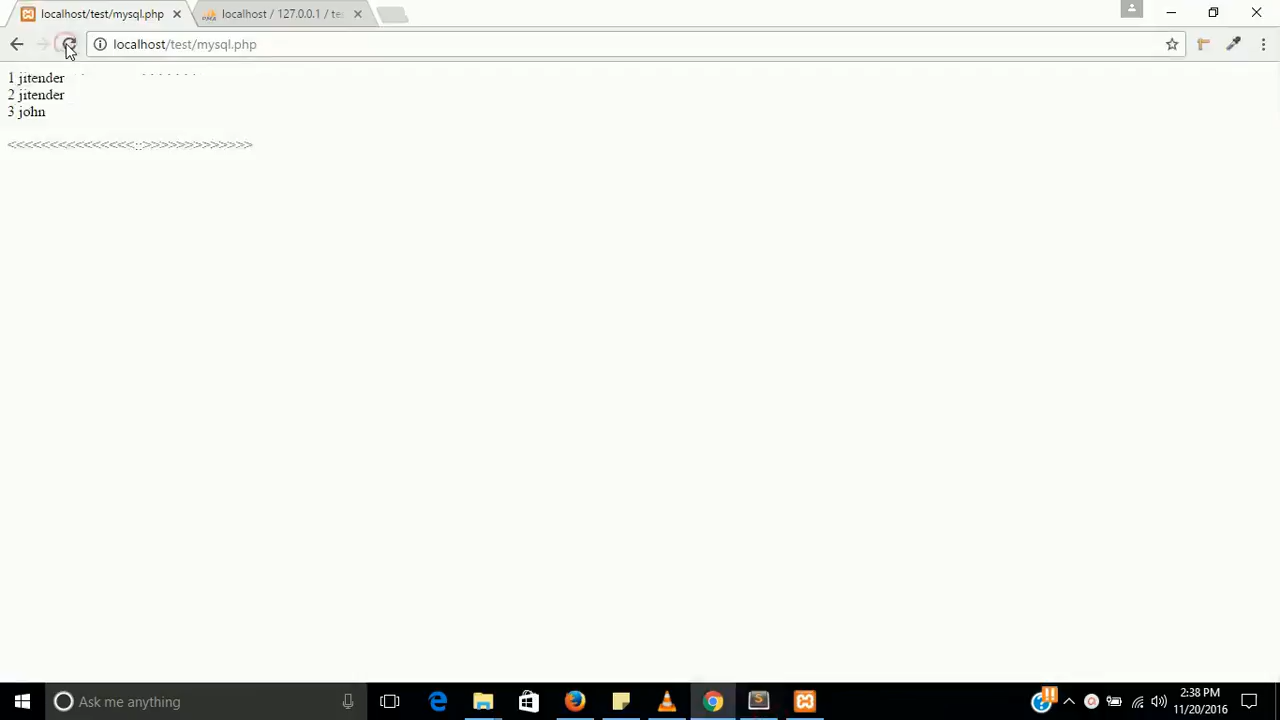 localhost/test/mysql.php
localhost / 127.0.0.1 / te
localhost/test/mysql.php
1 jitender
2 jitender
3 john
<<<<<<<<<<<<<<<::>>>>>>>>>>>>>
Ask me anything
2:38 PM
11/20/2016